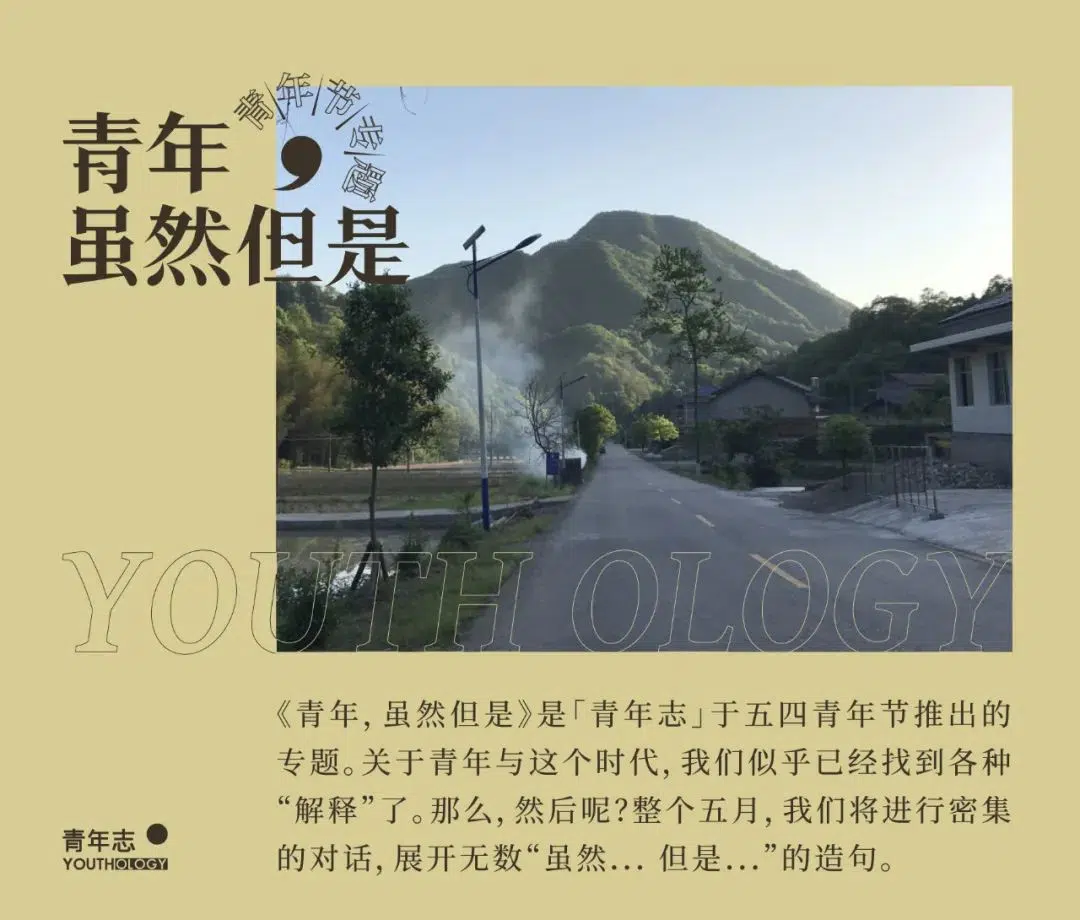 青年节专题
青年，
虽然但是
YOUTHOLOGY
《青年，虽然但是》是「青年志」于五四青年节推出的
专题。关于青年与这个时代，我们似乎已经找到各种
“解释”了。那么，然后呢？整个五月，我们将进行密集
的对话，展开无数“虽然... 但是...”的造句。
青年志
YOUTHOLOGY